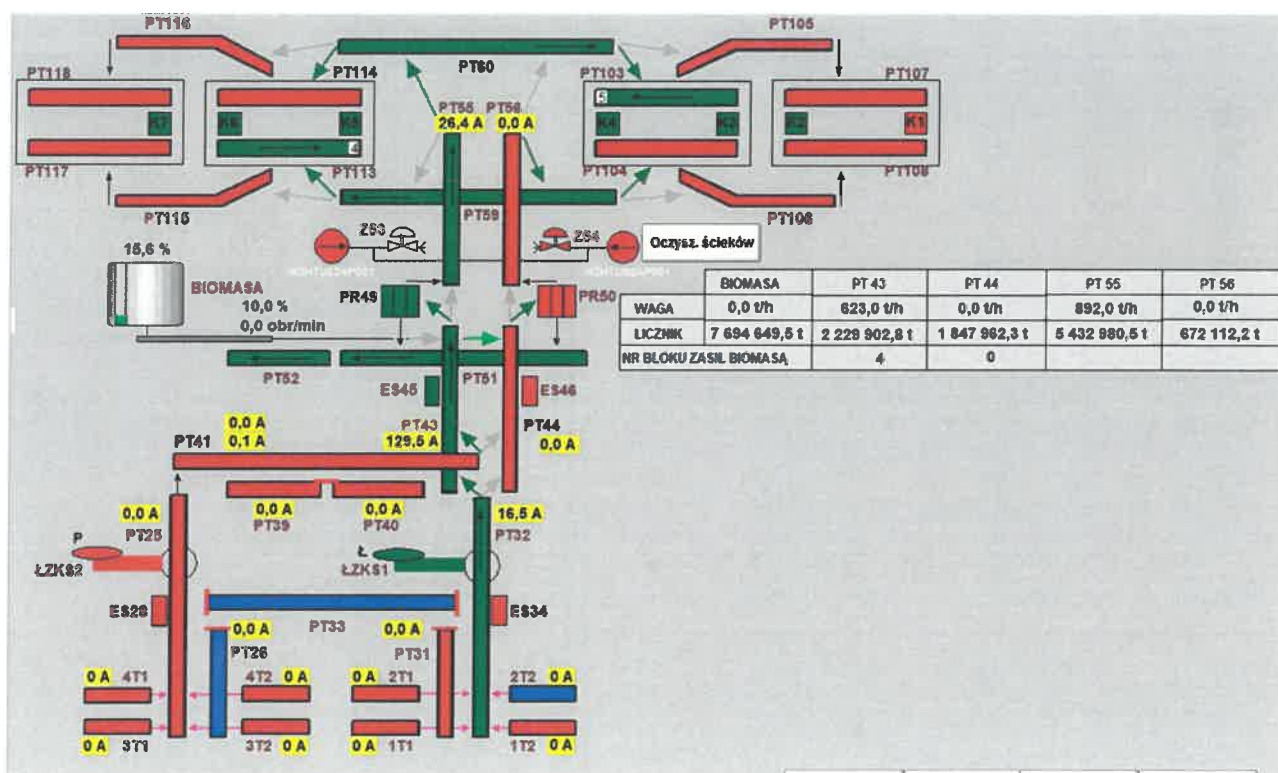 PT116
PT105
PT118
PT114
PT60
PT103
PT107
5
K7
K6
K5
K4
K3
K2
K1
4
PT55
PT56
26,4 A
0,0 A
PT117
PT113
PT104
PT108
PT115
PT59
PT106
Z53
Z54
Oczysz. ścieków
15,6 %
BIOMASA
10,0 %
0,0 obr/min
PR49
PR50
BIOMASA PT 43 PT 44 PT 55 PT 56
WAGA 0,0 t/h 623,0 t/h 0,0 t/h 892,0 t/h 0,0 t/h
LICZNIK 7 694 649,5 t 2 229 902,8 t 1 847 962,3 t 5 432 980,5 t 672 112,2 t
NR BLOKU ZASIL BIOMASĄ 4 0
PT52
PT51
ES45
ES46
PT43
PT44
0,0 A
0,1 A
129,5 A
0,0 A
PT41
0,0 A
0,0 A
0,0 A
16,5 A
PT25
PT39
PT40
PT32
P
ŁZKS2
Ł
ŁZKS1
ES28
ES34
PT33
0,0 A
0,0 A
PT26
PT31
0 A 4T1 4T2 0 A 0 A 2T1 2T2 0 A
0 A 3T1 3T2 0 A 0 A 1T1 1T2 0 A